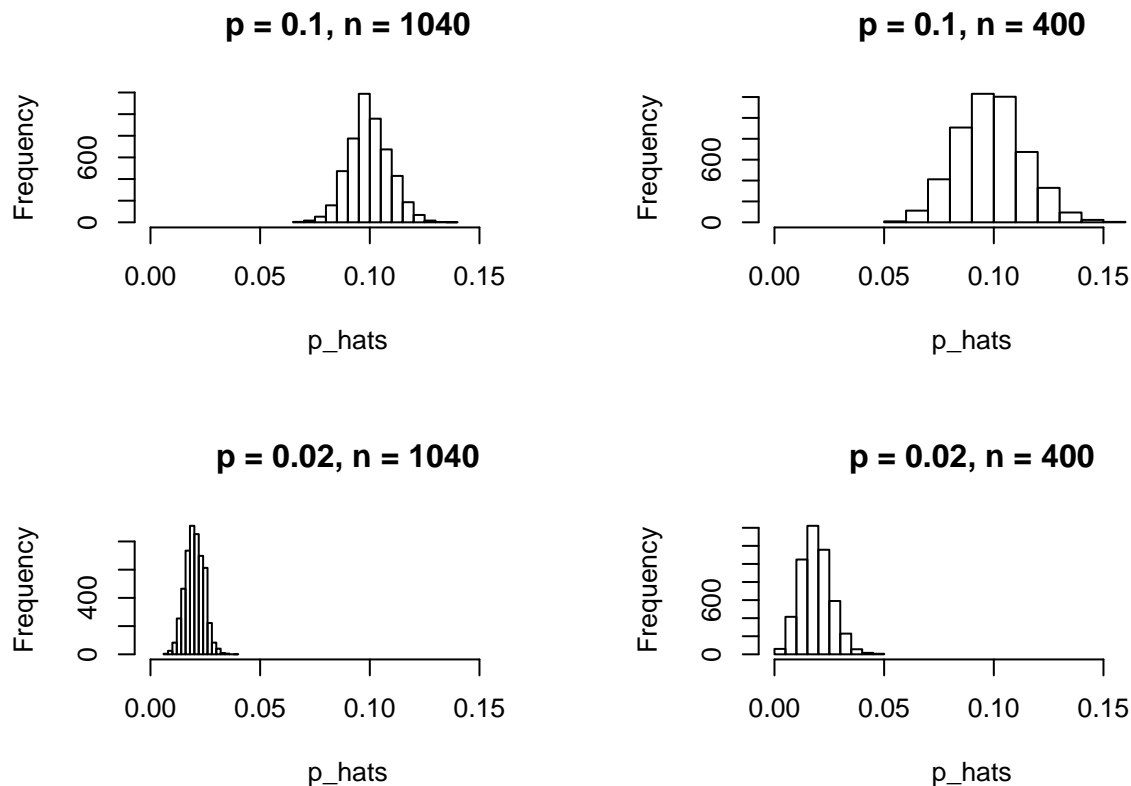 p = 0.1, n = 1040
Frequency
0
600
0.00 0.05 0.10 0.15
p_hats
p = 0.1, n = 400
Frequency
0
600
0.00 0.05 0.10 0.15
p_hats
p = 0.02, n = 1040
Frequency
0
400
0.00 0.05 0.10 0.15
p_hats
p = 0.02, n = 400
Frequency
0
600
0.00 0.05 0.10 0.15
p_hats